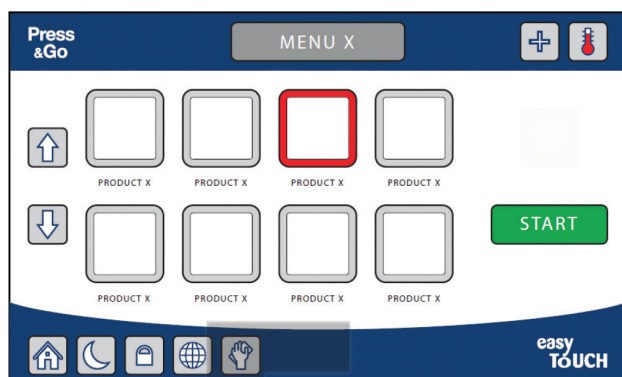 Press
&Go
MENU X
PRODUCT X PRODUCT X PRODUCT X PRODUCT X
START
PRODUCT X PRODUCT X PRODUCT X PRODUCT X
easy
TOUCH